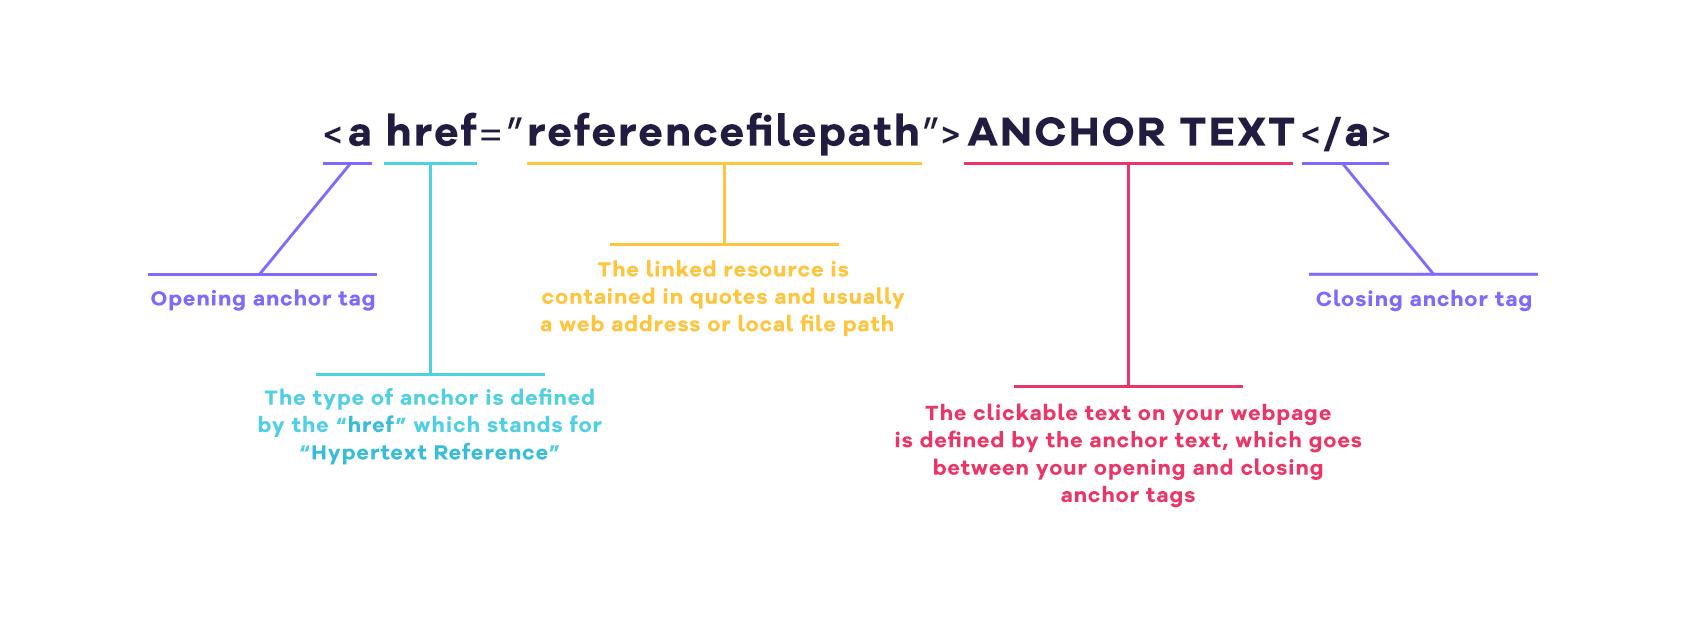 <a href=”referencefilepath”>ANCHOR TEXT</a>
Opening anchor tag
The type of anchor is defined
by the “href” which stands for
“Hypertext Reference”
The linked resource is
contained in quotes and usually
a web address or local file path
The clickable text on your webpage
is defined by the anchor text, which goes
between your opening and closing
anchor tags
Closing anchor tag